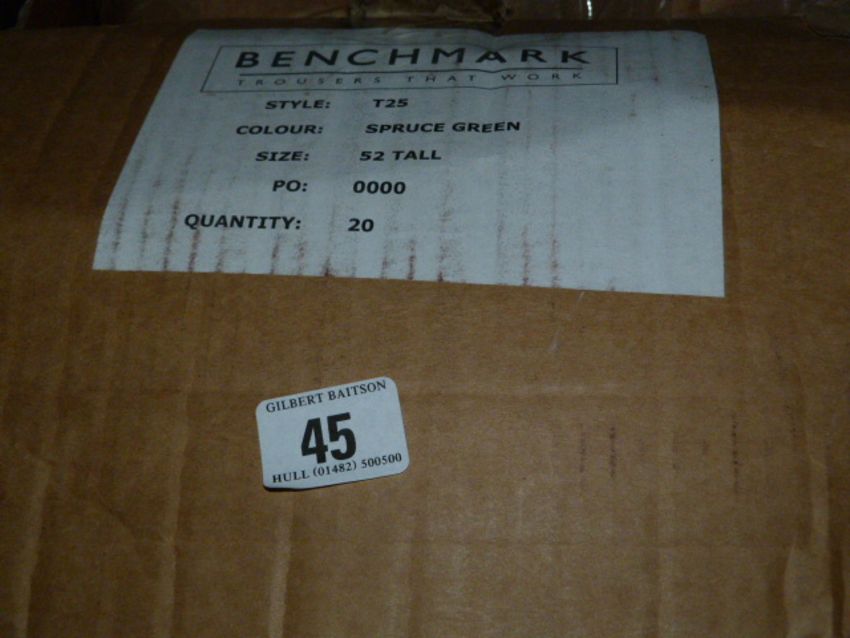 BENCHMARK
TROUSERS THAT WORK
STYLE: T25
COLOUR: SPRUCE GREEN
SIZE: 52 TALL
PO: 0000
QUANTITY: 20
GILBERT BAITSON
45
HULL (01482) 500500